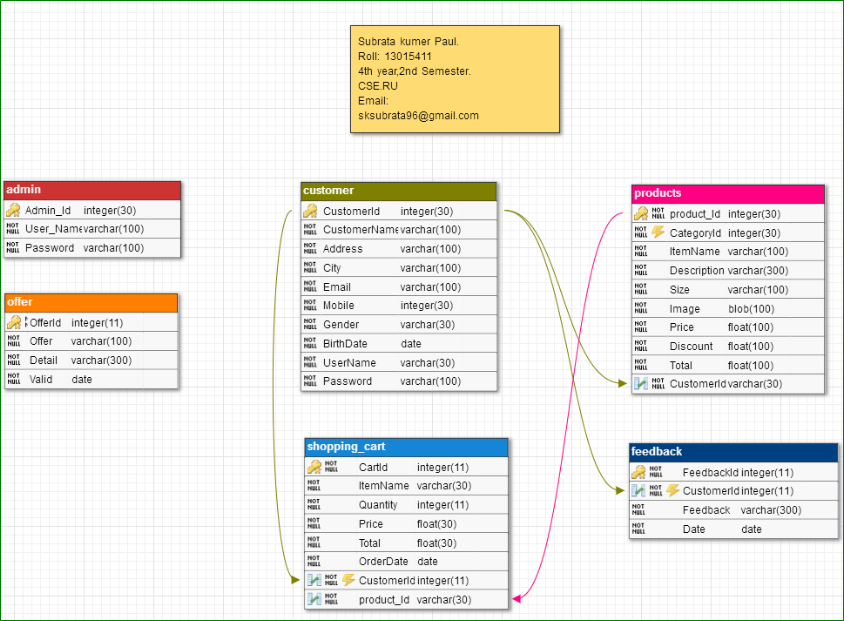 Subrata kumer Paul.
Roll: 13015411
4th year,2nd Semester.
CSE.RU
Email:
sksubrata96@gmail.com
admin
Admin_Id integer(30)
NOT NULL User_Name varchar(100)
NOT NULL Password varchar(100)
offer
OfferId integer(11)
NOT NULL Offer varchar(100)
NOT NULL Detail varchar(300)
NOT NULL Valid date
customer
CustomerId integer(30)
NOT NULL CustomerName varchar(100)
NOT NULL Address varchar(100)
NOT NULL City varchar(100)
NOT NULL Email varchar(100)
NOT NULL Mobile integer(30)
NOT NULL Gender varchar(30)
NOT NULL BirthDate date
NOT NULL UserName varchar(30)
NOT NULL Password varchar(100)
shopping_cart
NOT NULL CartId integer(11)
NOT NULL ItemName varchar(30)
NOT NULL Quantity integer(11)
NOT NULL Price float(30)
NOT NULL Total float(30)
NOT NULL OrderDate date
NOT NULL CustomerId integer(11)
NOT NULL product_Id varchar(30)
products
NOT NULL product_Id integer(30)
NOT NULL CategoryId integer(30)
NOT NULL ItemName varchar(100)
NOT NULL Description varchar(300)
NOT NULL Size varchar(100)
NOT NULL Image blob(100)
NOT NULL Price float(100)
NOT NULL Discount float(100)
NOT NULL Total float(100)
NOT NULL CustomerId varchar(30)
feedback
NOT NULL FeedbackId integer(11)
NOT NULL CustomerId integer(11)
NOT NULL Feedback varchar(300)
NOT NULL Date date